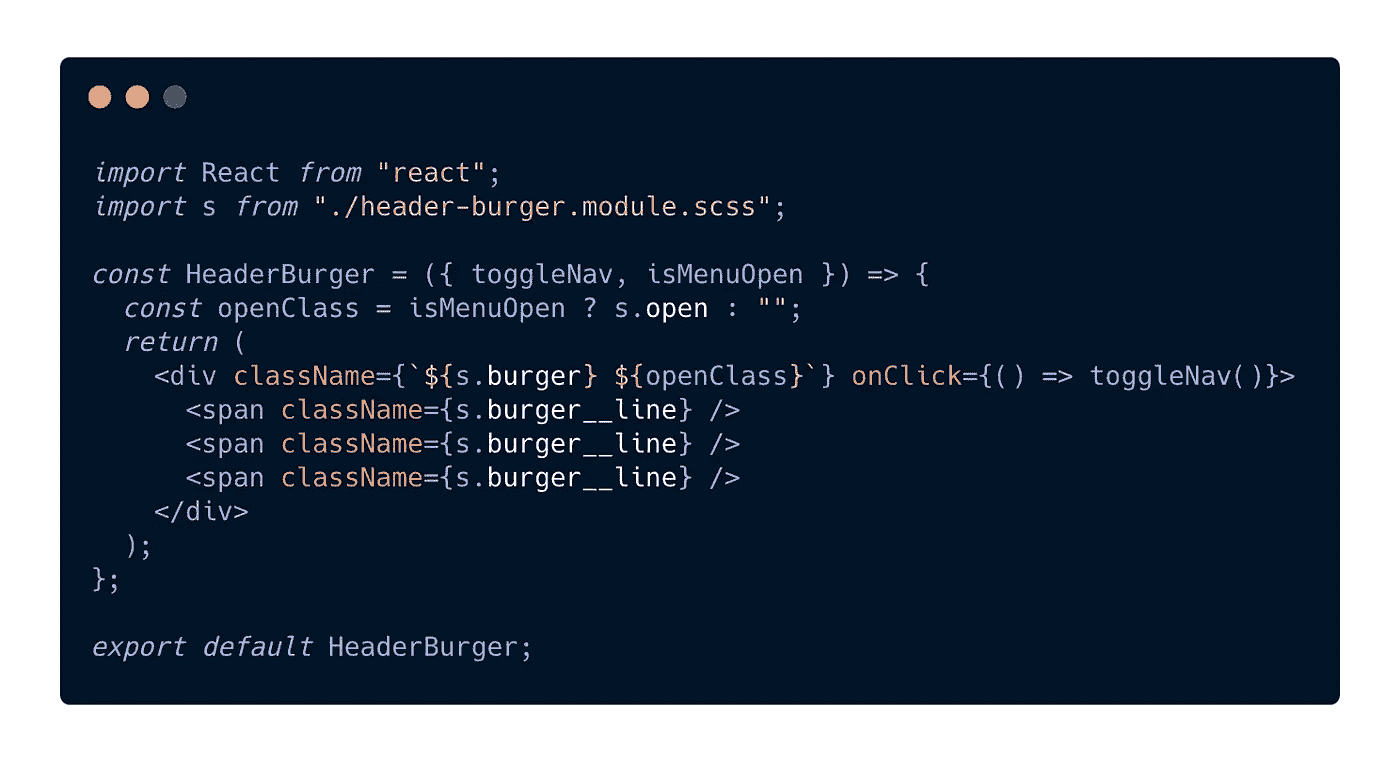 import React from "react";
import s from "./header-burger.module.scss";
const HeaderBurger = ({ toggleNav, isMenuOpen }) => {
const openClass = isMenuOpen ? s.open : "";
return (
<div className={`${s.burger} ${openClass}`} onClick={() => toggleNav()}>
<span className={s.burger__line} />
<span className={s.burger__line} />
<span className={s.burger__line} />
</div>
);
};
export default HeaderBurger;